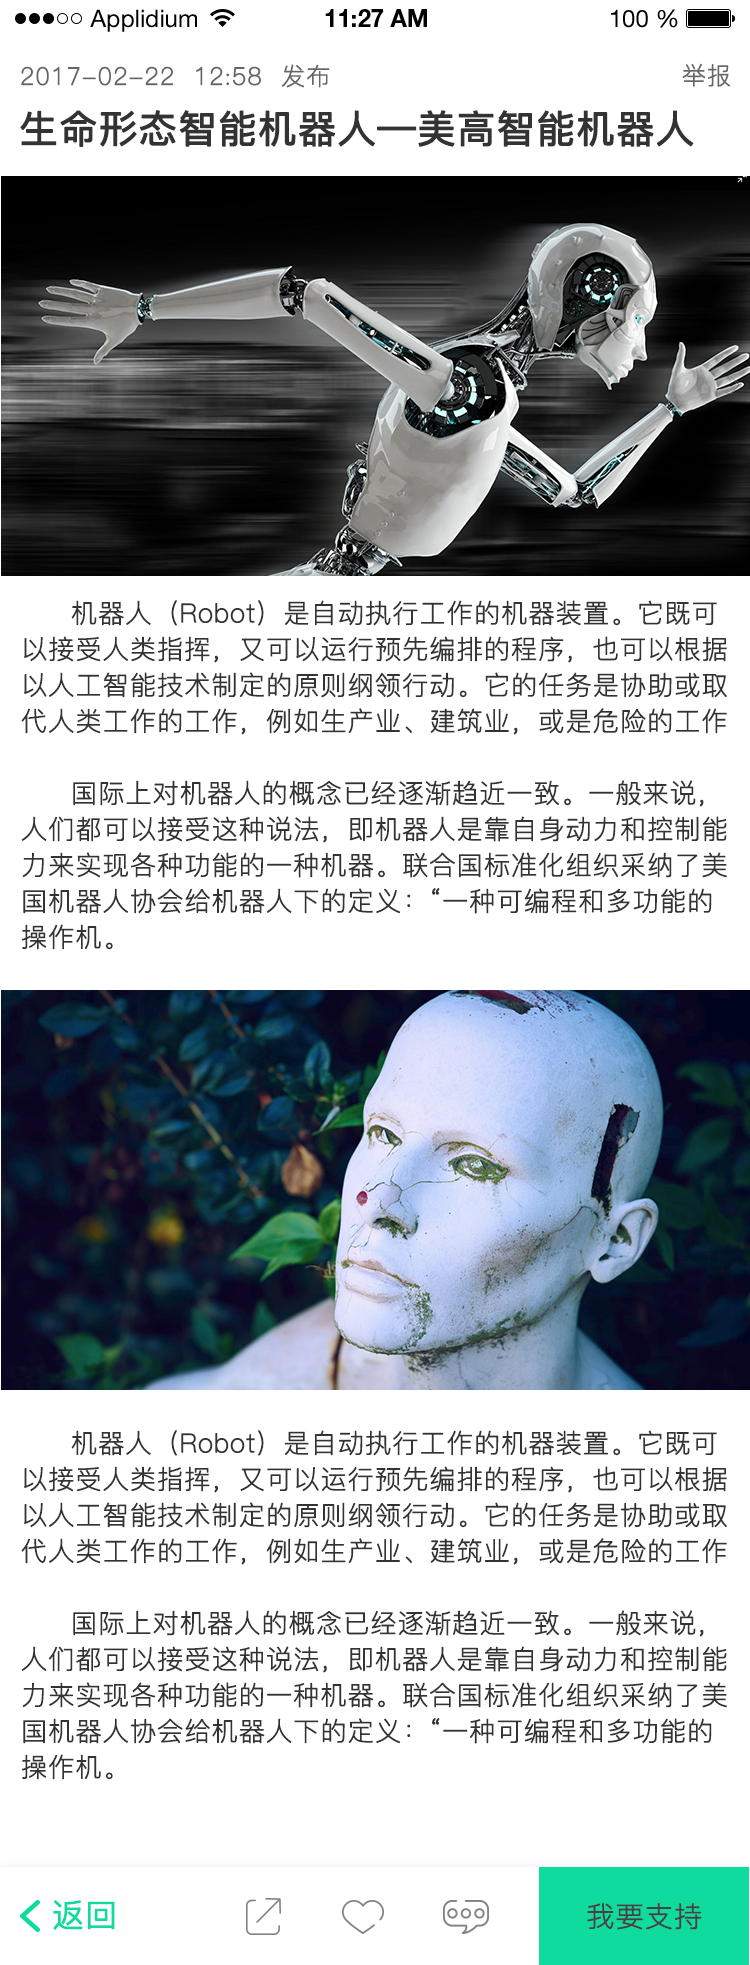 Applidium 11:27 AM 100 %
2017-02-22 12:58 发布 举报
生命形态智能机器人—美高智能机器人
机器人（Robot）是自动执行工作的机器装置。它既可
以接受人类指挥，又可以运行预先编排的程序，也可以根据
以人工智能技术制定的原则纲领行动。它的任务是协助或取
代人类工作的工作，例如生产业、建筑业，或是危险的工作
国际上对机器人的概念已经逐渐趋近一致。一般来说，
人们都可以接受这种说法，即机器人是靠自身动力和控制能
力来实现各种功能的一种机器。联合国标准化组织采纳了美
国机器人协会给机器人下的定义：“一种可编程和多功能的
操作机。
机器人（Robot）是自动执行工作的机器装置。它既可
以接受人类指挥，又可以运行预先编排的程序，也可以根据
以人工智能技术制定的原则纲领行动。它的任务是协助或取
代人类工作的工作，例如生产业、建筑业，或是危险的工作
国际上对机器人的概念已经逐渐趋近一致。一般来说，
人们都可以接受这种说法，即机器人是靠自身动力和控制能
力来实现各种功能的一种机器。联合国标准化组织采纳了美
国机器人协会给机器人下的定义：“一种可编程和多功能的
操作机。
返回 我要支持